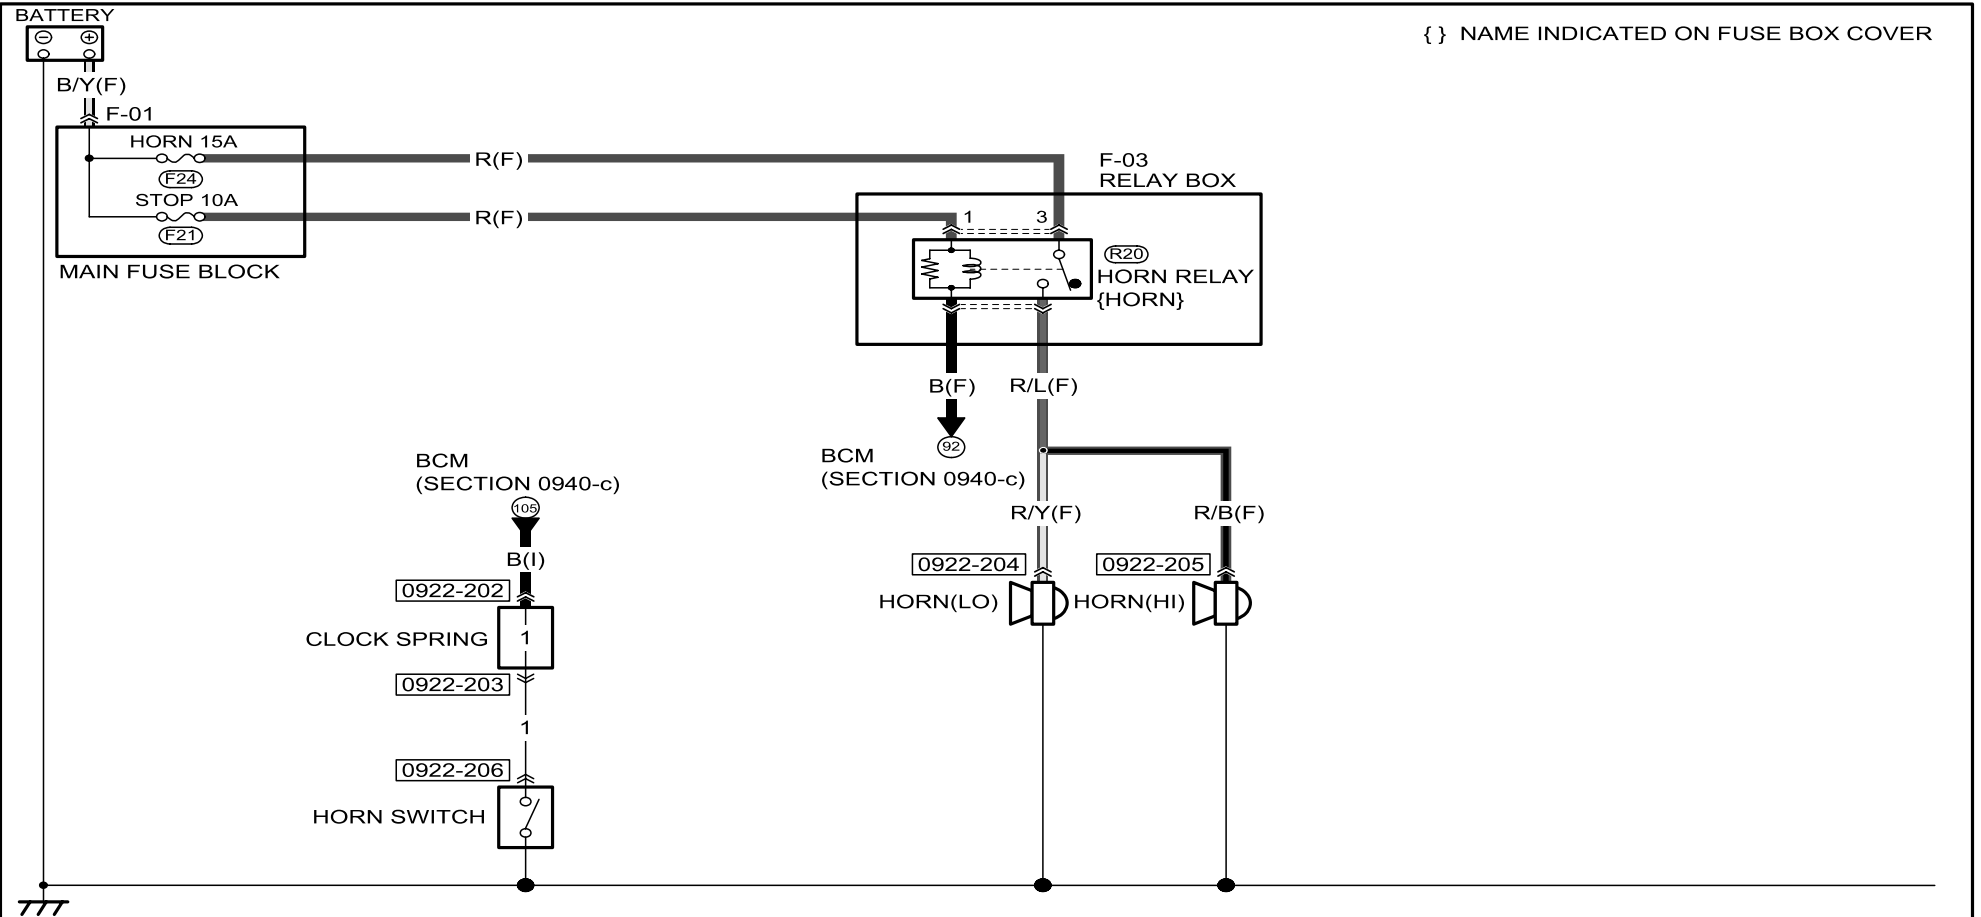 BATTERY
{ } NAME INDICATED ON FUSE BOX COVER
− +
B/Y(F)
F-01
HORN 15A
R(F)
F24
F-03
RELAY BOX
STOP 10A
R(F)
1 3
F21
R20
MAIN FUSE BLOCK
HORN RELAY
{HORN}
B(F) R/L(F)
92
BCM
(SECTION 0940-c)
BCM
(SECTION 0940-c)
105
R/Y(F) R/B(F)
B(I)
0922-204 0922-205
0922-202
HORN(LO) HORN(HI)
CLOCK SPRING 1
0922-203
1
0922-206
HORN SWITCH